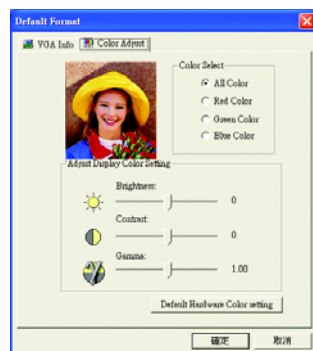 Default Format
VGA Info
Color Adjust
Color Select
All Color
Red Color
Green Color
Blue Color
Adjust Display Color Setting
Brightness:
0
Contrast:
0
Gamma:
1.00
Default Hardware Color setting
確定
取消